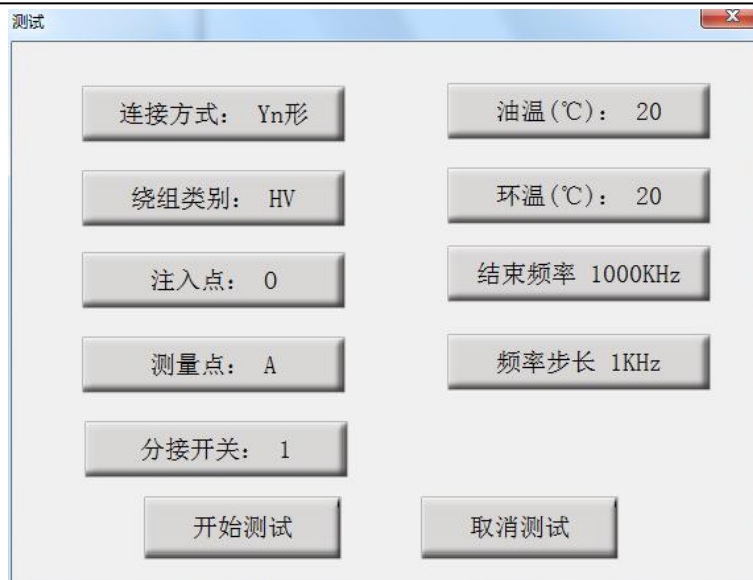 测试
连接方式： Yn形
油温(℃)： 20
绕组类别： HV
环温(℃)： 20
注入点： O
结束频率 1000KHz
测量点： A
频率步长 1KHz
分接开关： 1
开始测试
取消测试